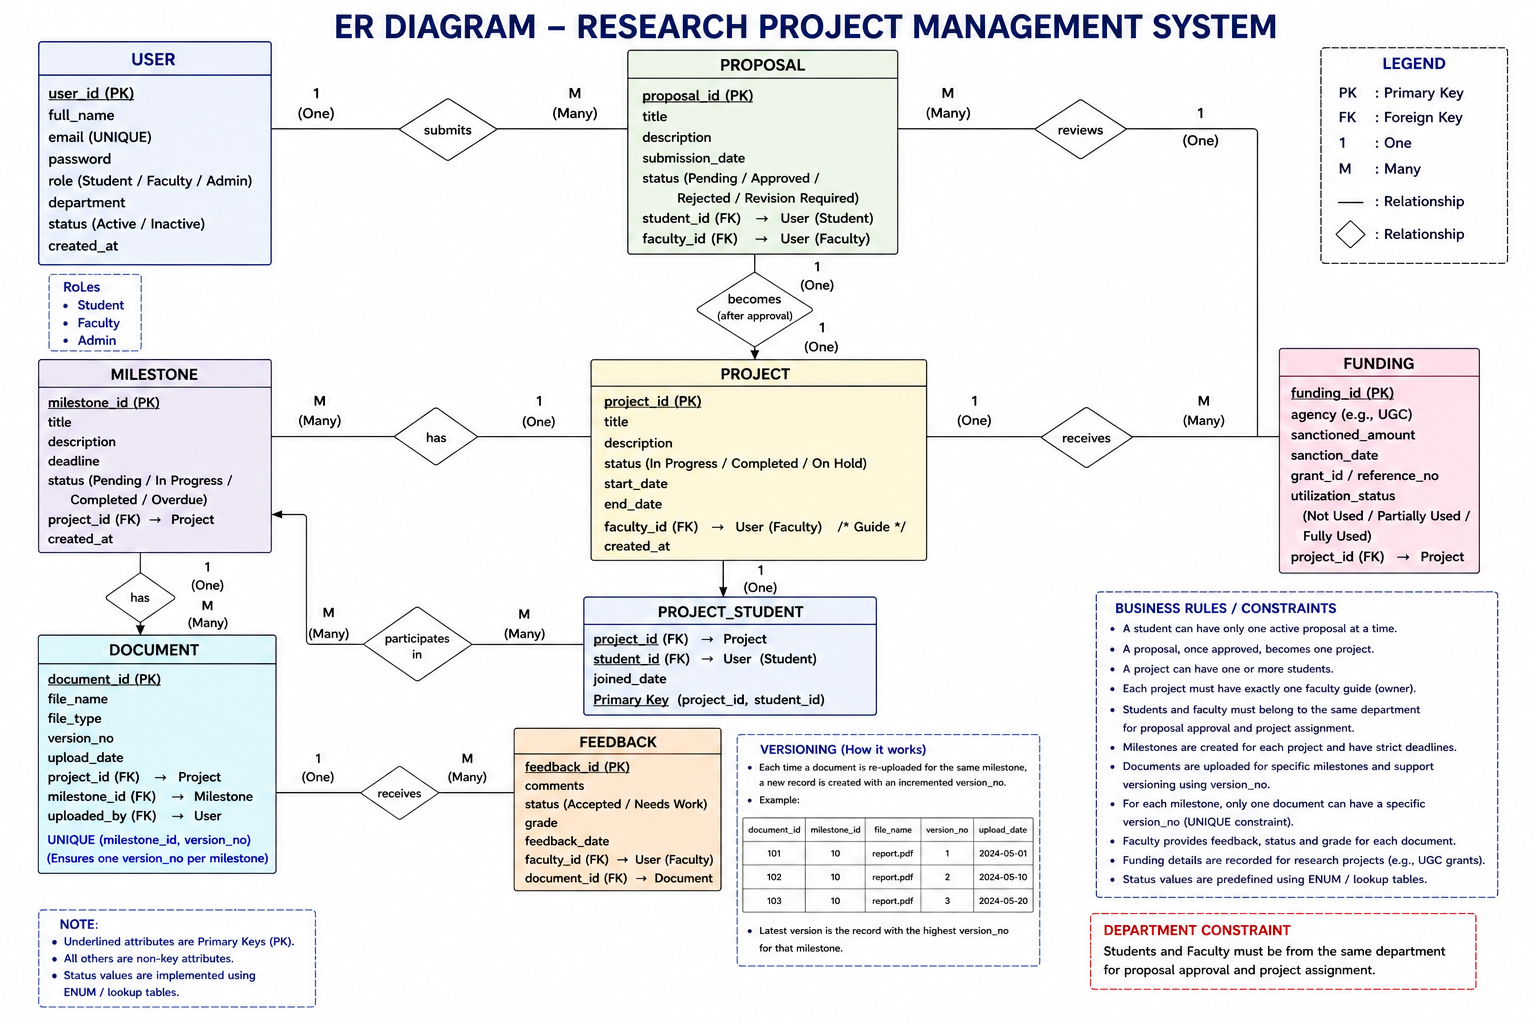 ER DIAGRAM – RESEARCH PROJECT MANAGEMENT SYSTEM
USER
user_id (PK)
full_name
email (UNIQUE)
password
role (Student / Faculty / Admin)
department
status (Active / Inactive)
created_at
1
(One)
submits
M
(Many)
PROPOSAL
proposal_id (PK)
title
description
submission_date
status (Pending / Approved /
Rejected / Revision Required)
student_id (FK) → User (Student)
faculty_id (FK) → User (Faculty)
M
(Many)
reviews
1
(One)
LEGEND
PK : Primary Key
FK : Foreign Key
1 : One
M : Many
: Relationship
: Relationship
RoLes
• Student
• Faculty
• Admin
1
(One)
becomes
(after approval)
1
(One)
MILESTONE
milestone_id (PK)
title
description
deadline
status (Pending / In Progress /
Completed / Overdue)
project_id (FK) → Project
created_at
M
(Many)
has
1
(One)
PROJECT
project_id (PK)
title
description
status (In Progress / Completed / On Hold)
start_date
end_date
faculty_id (FK) → User (Faculty) /* Guide */
created_at
1
(One)
receives
M
(Many)
FUNDING
funding_id (PK)
agency (e.g., UGC)
sanctioned_amount
sanction_date
grant_id / reference_no
utilization_status
(Not Used / Partially Used /
Fully Used)
project_id (FK) → Project
1
(One)
has
M
(Many)
M
(Many)
participates
in
M
(Many)
1
(One)
PROJECT_STUDENT
project_id (FK) → Project
student_id (FK) → User (Student)
joined_date
Primary Key (project_id, student_id)
DOCUMENT
document_id (PK)
file_name
file_type
version_no
upload_date
project_id (FK) → Project
milestone_id (FK) → Milestone
uploaded_by (FK) → User
UNIQUE (milestone_id, version_no)
(Ensures one version_no per milestone)
1
(One)
receives
M
(Many)
FEEDBACK
feedback_id (PK)
comments
status (Accepted / Needs Work)
grade
feedback_date
faculty_id (FK) → User (Faculty)
document_id (FK) → Document
VERSIONING (How it works)
• Each time a document is re-uploaded for the same milestone,
a new record is created with an incremented version_no.
• Example:
document_id milestone_id file_name version_no upload_date
101 10 report.pdf 1 2024-05-01
102 10 report.pdf 2 2024-05-10
103 10 report.pdf 3 2024-05-20
• Latest version is the record with the highest version_no
for that milestone.
BUSINESS RULES / CONSTRAINTS
• A student can have only one active proposal at a time.
• A proposal, once approved, becomes one project.
• A project can have one or more students.
• Each project must have exactly one faculty guide (owner).
• Students and faculty must belong to the same department
for proposal approval and project assignment.
• Milestones are created for each project and have strict deadlines.
• Documents are uploaded for specific milestones and support
versioning using version_no.
• For each milestone, only one document can have a specific
version_no (UNIQUE constraint).
• Faculty provides feedback, status and grade for each document.
• Funding details are recorded for research projects (e.g., UGC grants).
• Status values are predefined using ENUM / lookup tables.
NOTE:
• Underlined attributes are Primary Keys (PK).
• All others are non-key attributes.
• Status values are implemented using
ENUM / lookup tables.
DEPARTMENT CONSTRAINT
Students and Faculty must be from the same department
for proposal approval and project assignment.